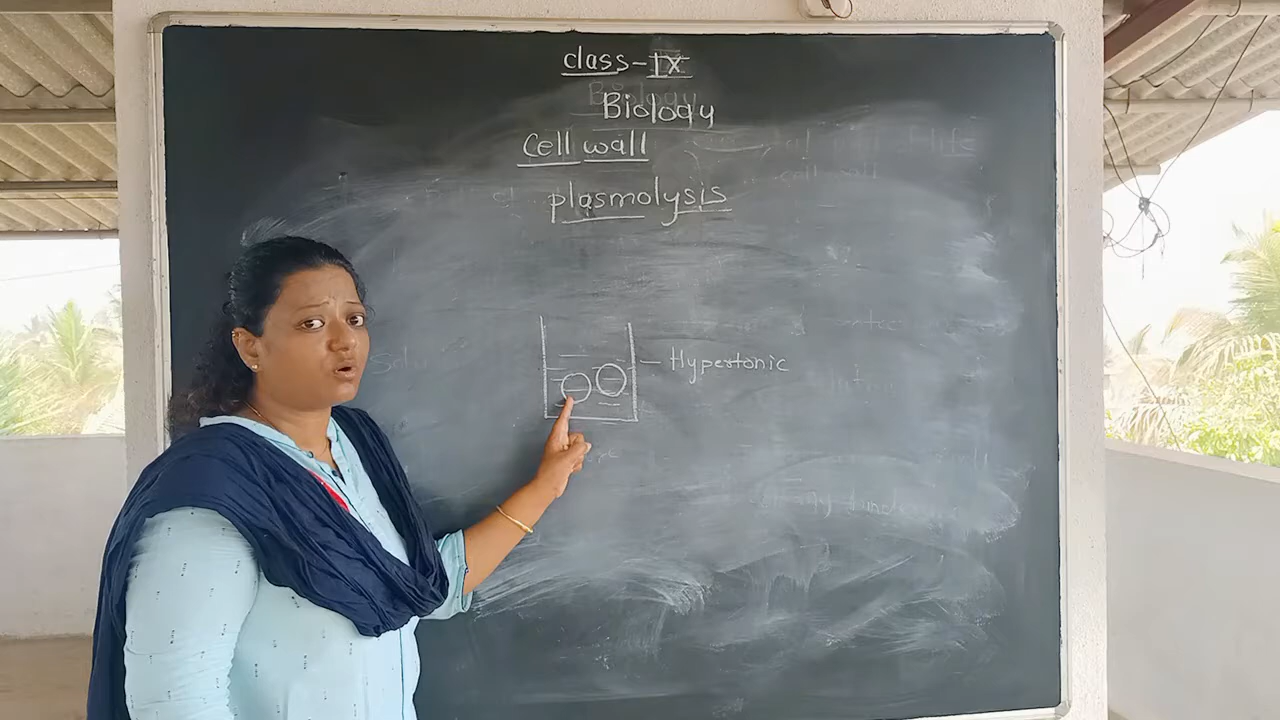 class-IX
Biology
Cell wall
plasmolysis
Hypertonic